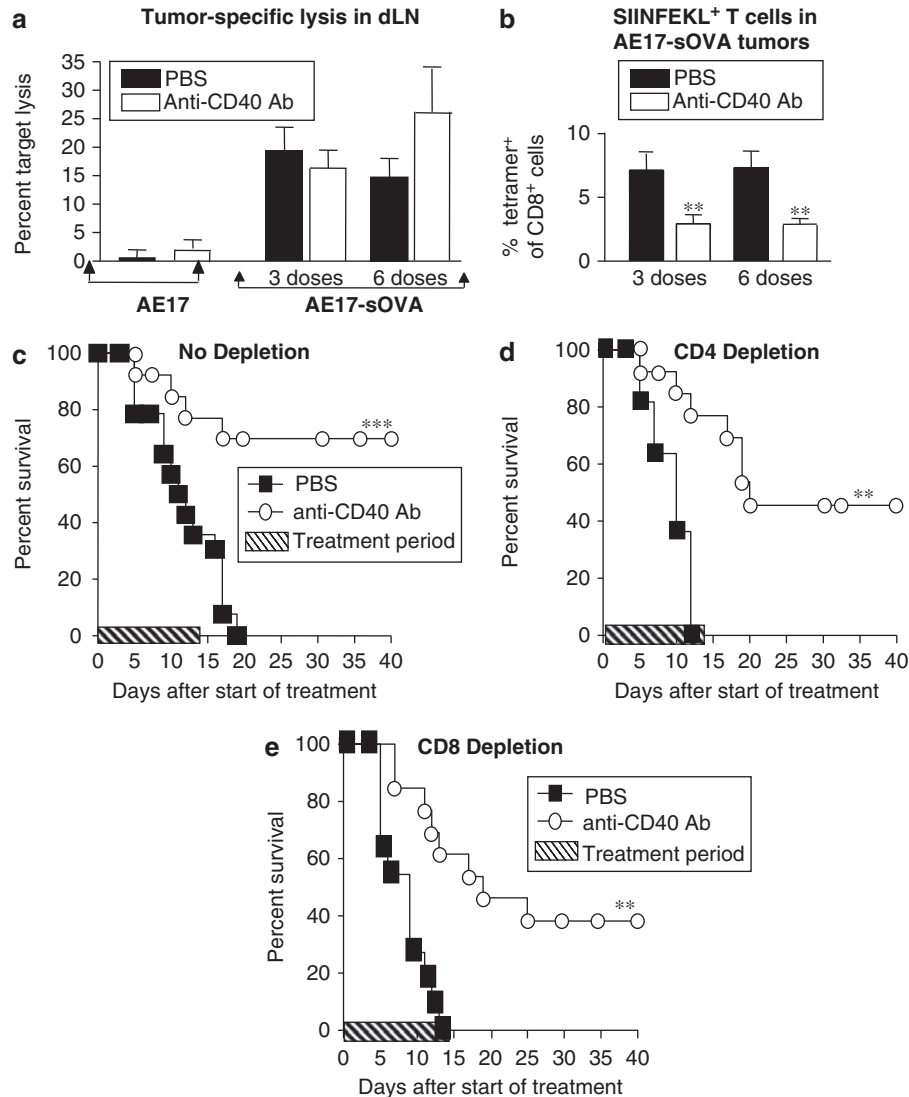 a
Tumor-specific lysis in dLN
PBS
Anti-CD40 Ab
Percent target lysis
35
30
25
20
15
10
5
0
3 doses
6 doses
AE17
AE17-sOVA
b
SIINFEKL+ T cells in
AE17-sOVA tumors
PBS
Anti-CD40 Ab
% tetramer+
of CD8+ cells
10
5
0
**
**
3 doses
6 doses
c
No Depletion
Percent survival
100
80
60
40
20
0
***
PBS
anti-CD40 Ab
Treatment period
0 5 10 15 20 25 30 35 40
Days after start of treatment
d
CD4 Depletion
Percent survival
100
80
60
40
20
0
**
0 5 10 15 20 25 30 35 40
Days after start of treatment
e
CD8 Depletion
Percent survival
100
80
60
40
20
0
PBS
anti-CD40 Ab
Treatment period
**
0 5 10 15 20 25 30 35 40
Days after start of treatment